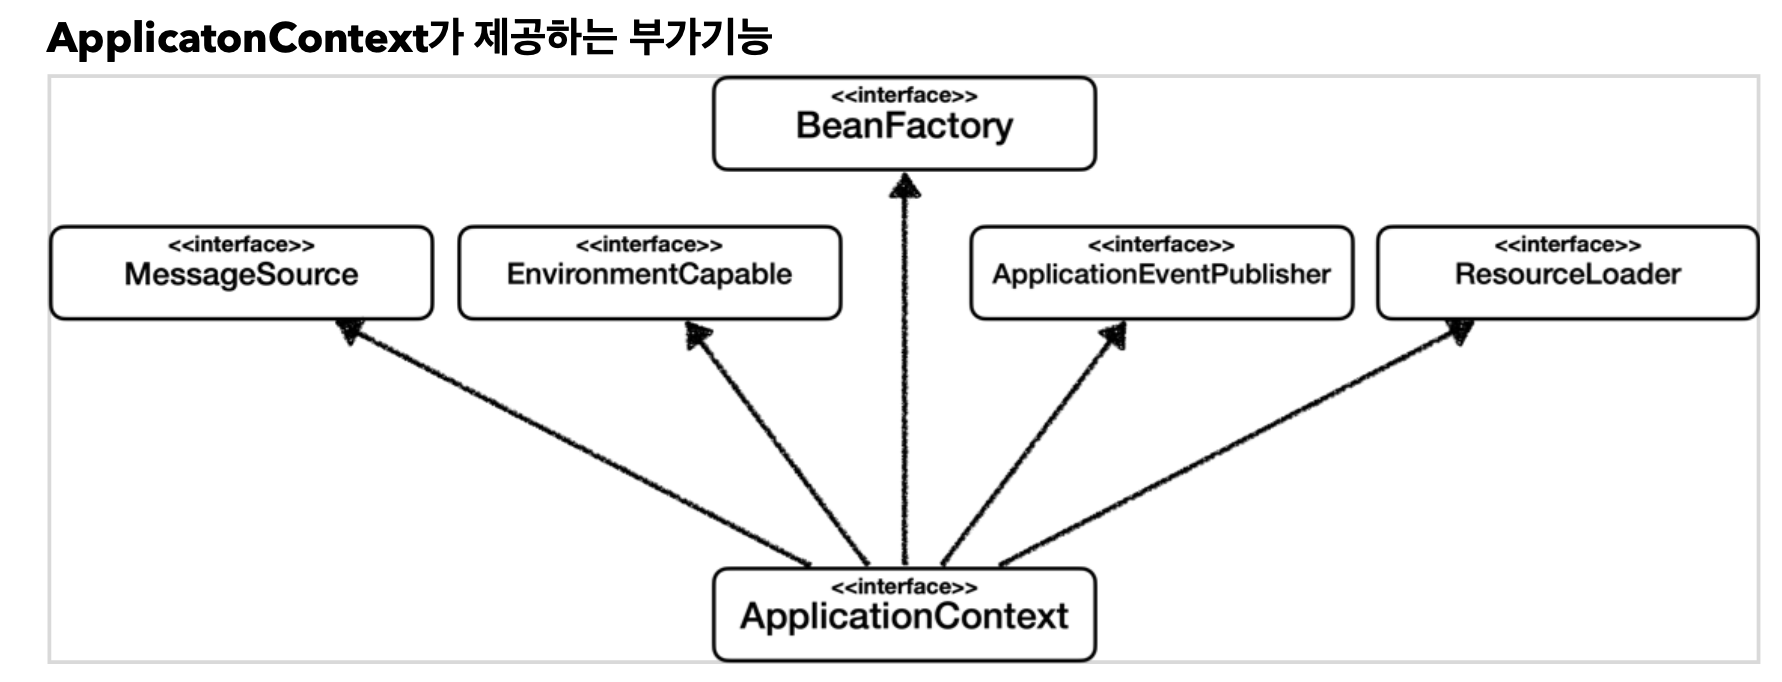 ApplicatonContext가 제공하는 부가기능
<<interface>>
BeanFactory
<<interface>>
MessageSource
<<interface>>
EnvironmentCapable
<<interface>>
ApplicationEventPublisher
<<interface>>
ResourceLoader
<<interface>>
ApplicationContext